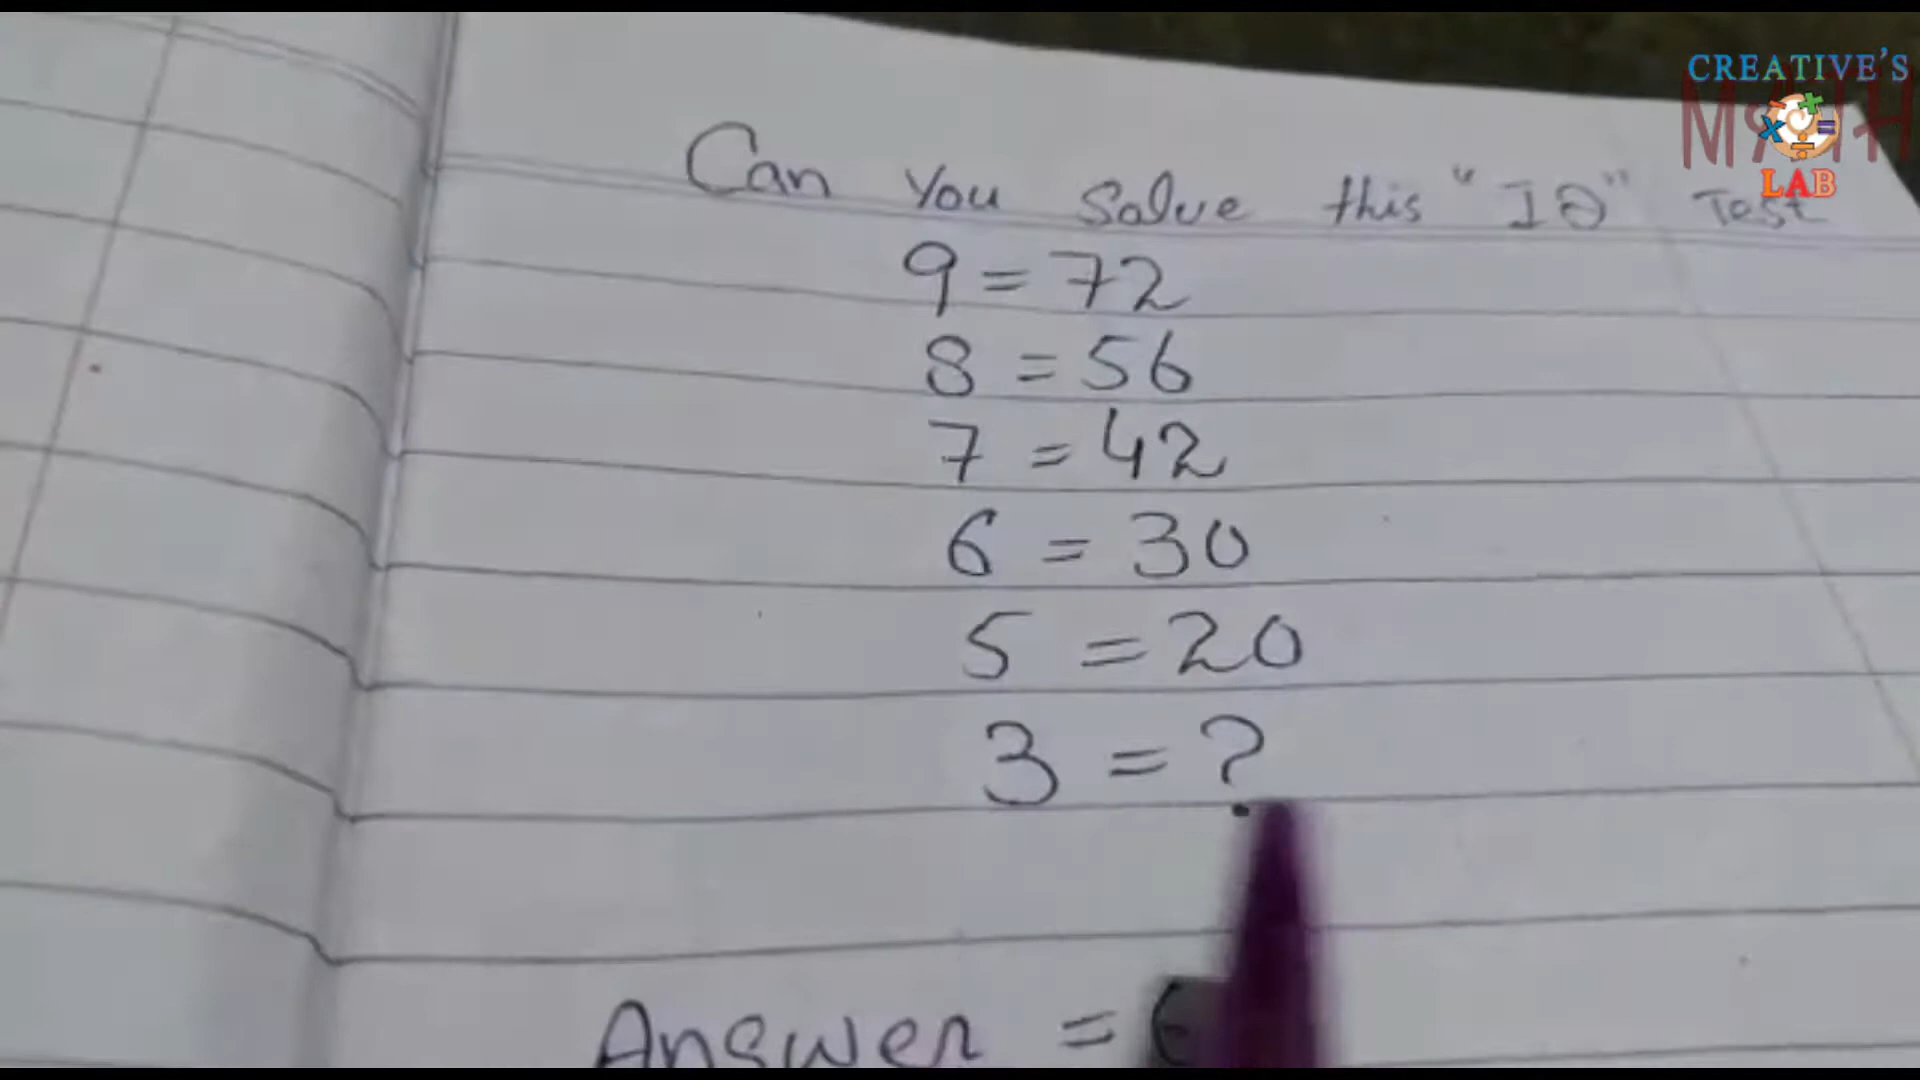 CREATIVE'S
MATH
LAB
Can You Solve this "IQ" Test
9 = 72
8 = 56
7 = 42
6 = 30
5 = 20
3 = ?
Answer =